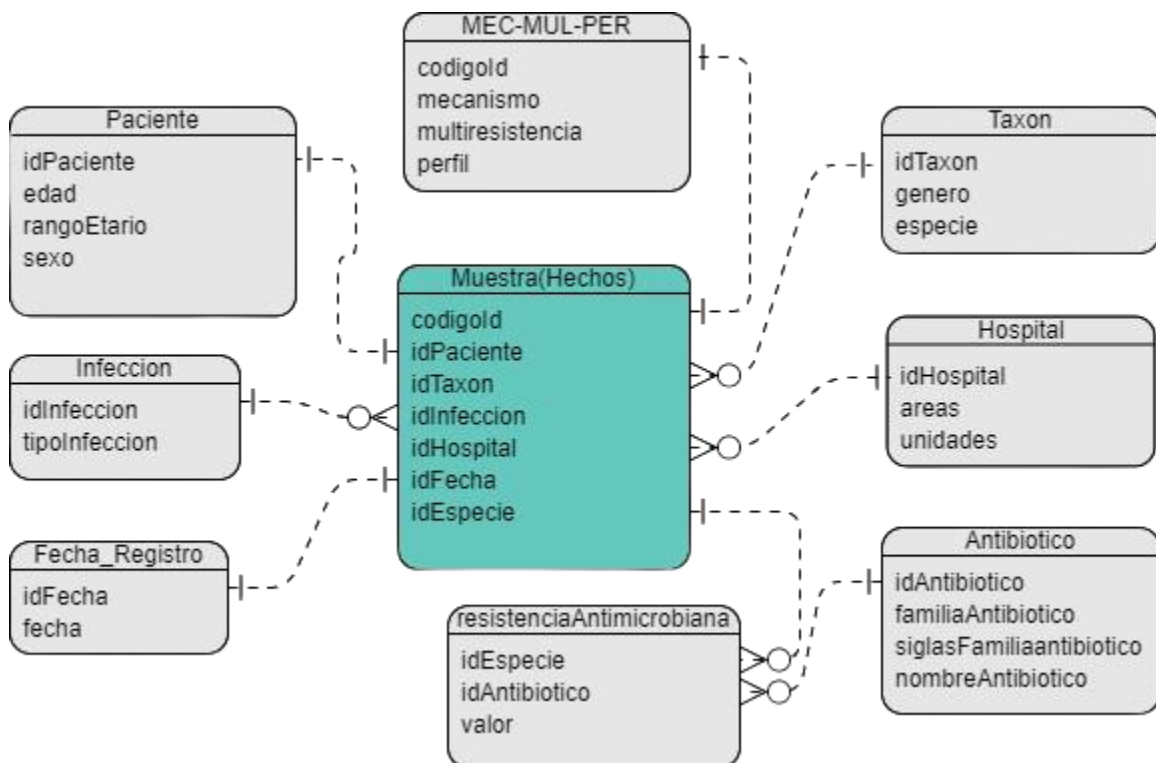 MEC-MUL-PER
codigoId
mecanismo
multiresistencia
perfil
Paciente
idPaciente
edad
rangoEtario
sexo
Taxon
idTaxon
genero
especie
Muestra(Hechos)
codigoId
idPaciente
idTaxon
idInfeccion
idHospital
idFecha
idEspecie
Infeccion
idInfeccion
tipoInfeccion
Hospital
idHospital
areas
unidades
Fecha_Registro
idFecha
fecha
resistenciaAntimicrobiana
idEspecie
idAntibiotico
valor
Antibiotico
idAntibiotico
familiaAntibiotico
siglasFamiliaantibiotico
nombreAntibiotico